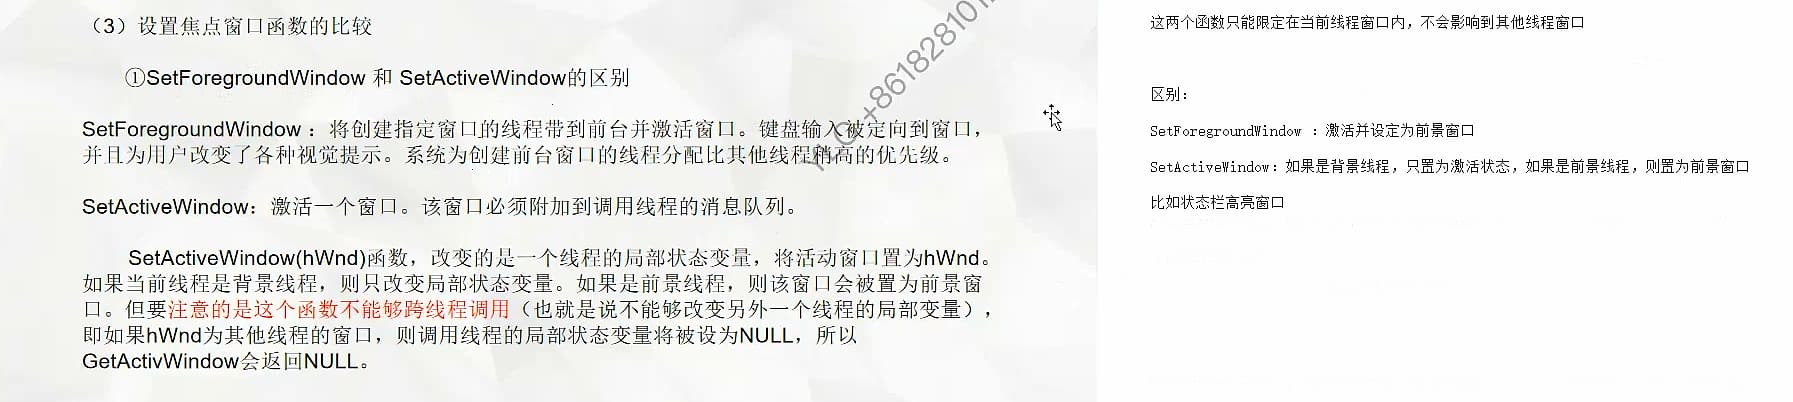 （3）设置焦点窗口函数的比较
①SetForegroundWindow 和 SetActiveWindow的区别
SetForegroundWindow ：将创建指定窗口的线程带到前台并激活窗口。键盘输入被定向到窗口，
并且为用户改变了各种视觉提示。系统为创建前台窗口的线程分配比其他线程稍高的优先级。
SetActiveWindow：激活一个窗口。该窗口必须附加到调用线程的消息队列。
SetActiveWindow(hWnd)函数，改变的是一个线程的局部状态变量，将活动窗口置为hWnd。
如果当前线程是背景线程，则只改变局部状态变量。如果是前景线程，则该窗口会被置为前景窗
口。但要注意的是这个函数不能够跨线程调用（也就是说不能够改变另外一个线程的局部变量），
即如果hWnd为其他线程的窗口，则调用线程的局部状态变量将被设为NULL，所以
GetActivWindow会返回NULL。
这两个函数只能限定在当前线程窗口内，不会影响到其他线程窗口
区别：
SetForegroundWindow ：激活并设定为前景窗口
SetActiveWindow：如果是背景线程，只置为激活状态，如果是前景线程，则置为前景窗口
比如状态栏高亮窗口